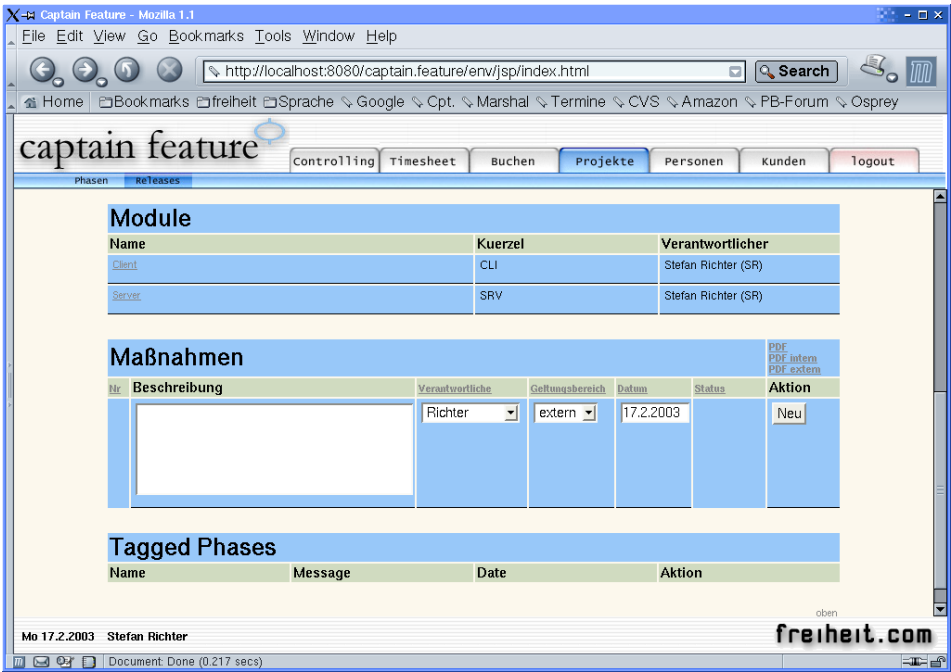 Captain Feature - Mozilla 1.1
File Edit View Go Bookmarks Tools Window Help
http://localhost:8080/captain.feature/env/jsp/index.html Search
Home Bookmarks freiheit Sprache Google Cpt. Marshal Termine CVS Amazon PB-Forum Osprey
captain feature
Controlling Timesheet Buchen Projekte Personen Kunden logout
Phasen Releases
Module
Name Kuerzel Verantwortlicher
Client CLI Stefan Richter (SR)
Server SRV Stefan Richter (SR)
Maßnahmen
PDF
PDF intern
PDF extern
Nr Beschreibung Verantwortliche Geltungsbereich Datum Status Aktion
Richter extern 17.2.2003 Neu
Tagged Phases
Name Message Date Aktion
oben
Mo 17.2.2003 Stefan Richter
freiheit.com
Document: Done (0.217 secs)